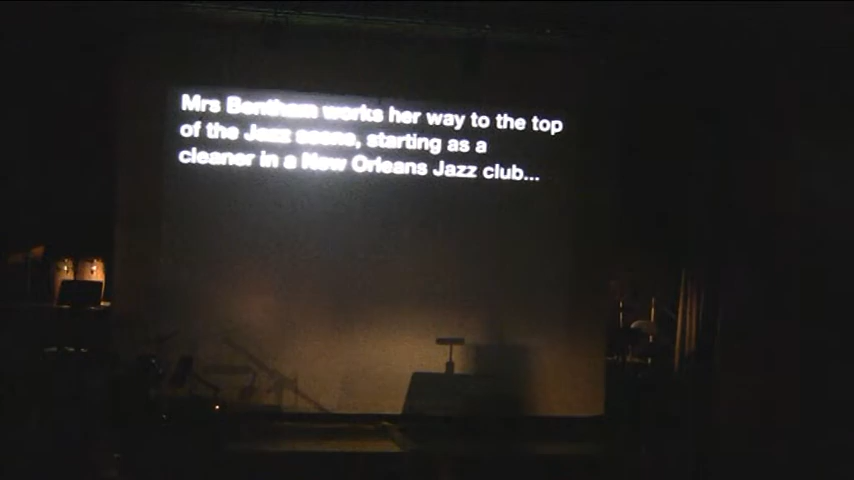 Mrs Bentham works her way to the top
of the Jazz scene, starting as a
cleaner in a New Orleans Jazz club...